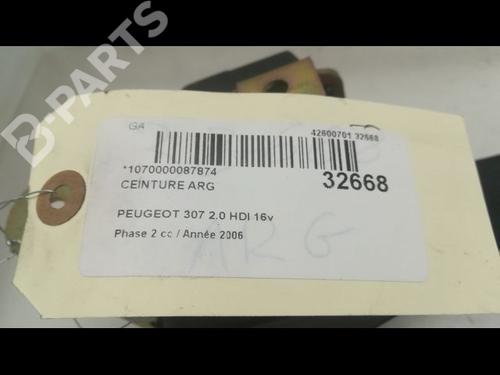 B-PARTS
GA
42600701 32668
*1070000087874
32668
CEINTURE ARG
PEUGEOT 307 2.0 HDI 16v
Phase 2 cc / Année 2006
ARG